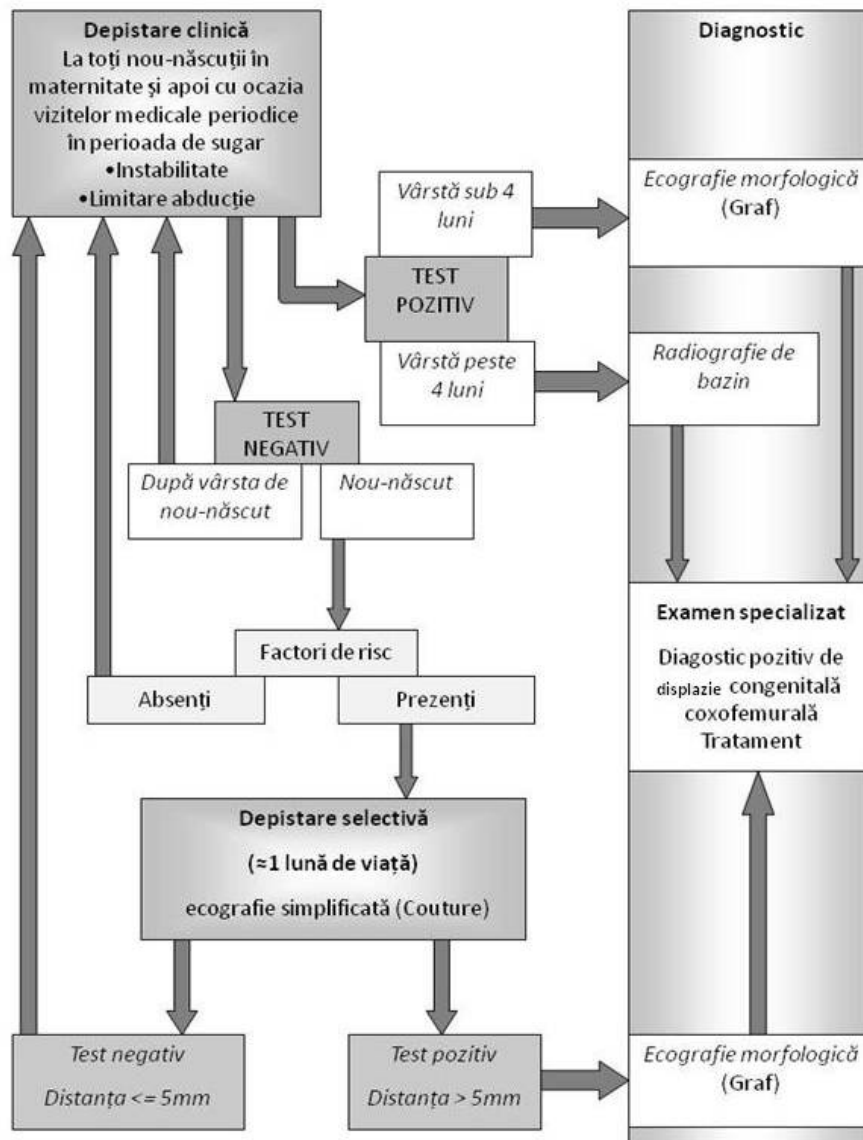 Depistare clinică
La toți nou-născuții în
maternitate și apoi cu ocazia
vizitelor medicale periodice
în perioada de sugar
•Instabilitate
•Limitare abducție
Diagnostic
Vârstă sub 4
luni
Ecografie morfologică
(Graf)
TEST
POZITIV
Vârstă peste
4 luni
Radiografie de
bazin
TEST
NEGATIV
După vârsta de
nou-născut
Nou-născut
Factori de risc
Absenți
Prezenți
Examen specializat
Diagostic pozitiv de
displazie congenitală
coxofemurală
Tratament
Depistare selectivă
(≈1 lună de viață)
ecografie simplificată (Couture)
Test negativ
Distanța <= 5mm
Test pozitiv
Distanța > 5mm
Ecografie morfologică
(Graf)